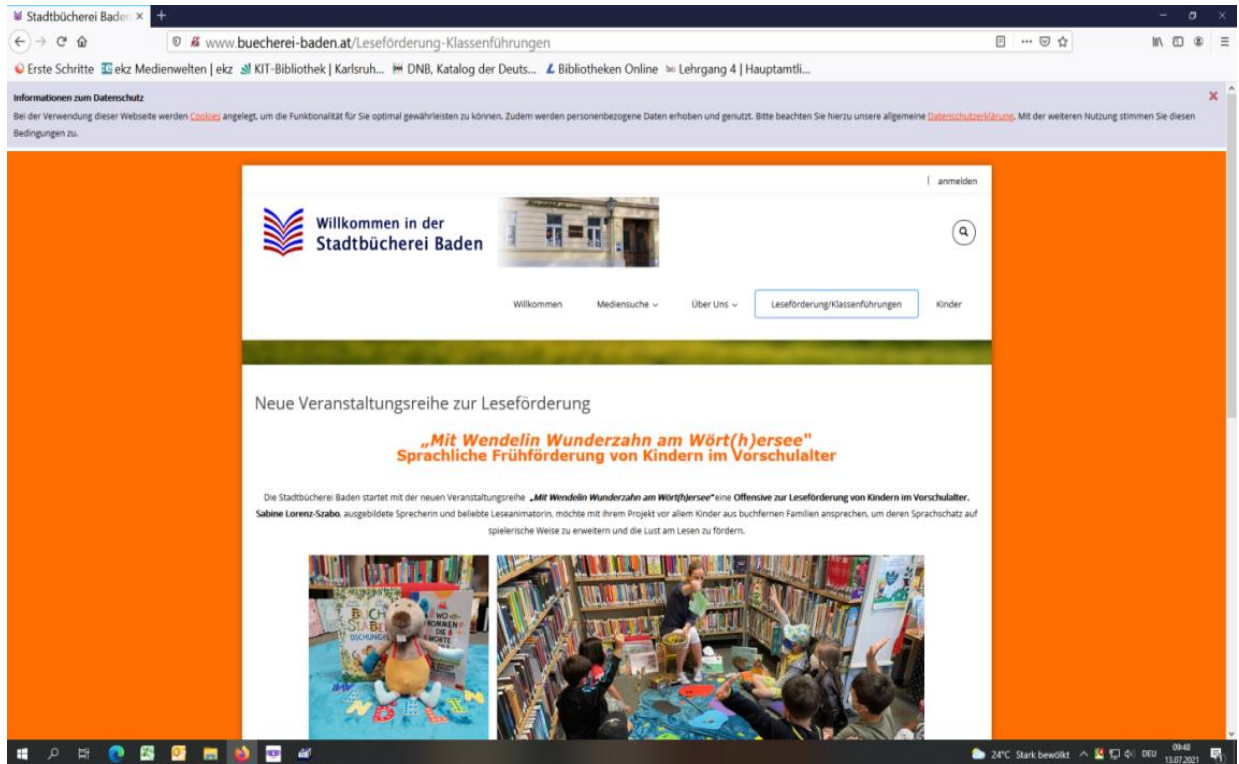 Stadtbücherei Baden
www.buecherei-baden.at/Leseförderung-Klassenführungen
Erste Schritte ekz Medienwelten | ekz KIT-Bibliothek | Karlsruh... DNB, Katalog der Deuts... Bibliotheken Online Lehrgang 4 | Hauptamtli...
Informationen zum Datenschutz
Bei der Verwendung dieser Webseite werden Cookies angelegt, um die Funktionalität für Sie optimal gewährleisten zu können. Zudem werden personenbezogene Daten erhoben und genutzt. Bitte beachten Sie hierzu unsere allgemeine Datenschutzerklärung. Mit der weiteren Nutzung stimmen Sie diesen
Bedingungen zu.
| anmelden
Willkommen in der
Stadtbücherei Baden
Willkommen Mediensuche Über Uns Leseförderung/Klassenführungen Kinder
Neue Veranstaltungsreihe zur Leseförderung
„Mit Wendelin Wunderzahn am Wört(h)ersee"
Sprachliche Frühförderung von Kindern im Vorschulalter
Die Stadtbücherei Baden startet mit der neuen Veranstaltungsreihe „Mit Wendelin Wunderzahn am Wört(h)ersee" eine Offensive zur Leseförderung von Kindern im Vorschulalter.
Sabine Lorenz-Szabo, ausgebildete Sprecherin und beliebte Leseanimatorin, möchte mit ihrem Projekt vor allem Kinder aus buchfernen Familien ansprechen, um deren Sprachschatz auf
spielerische Weise zu erweitern und die Lust am Lesen zu fördern.
BUCH
STABEN
DSCHUNGEL
WO
KOMMEN
DIE
WORTE
WENDELIN
24°C Stark bewölkt DEU 09:48
13.07.2021